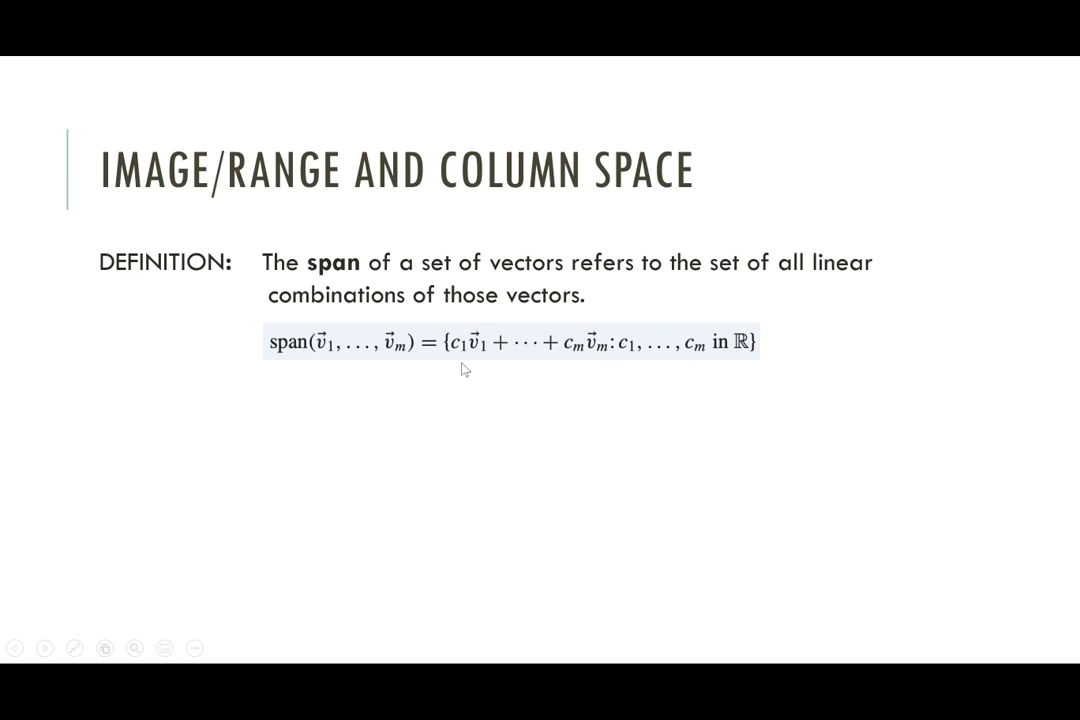 IMAGE/RANGE AND COLUMN SPACE
DEFINITION: The span of a set of vectors refers to the set of all linear
combinations of those vectors.
span(v⃗₁, . . . , v⃗ₘ) = {c₁v⃗₁ + ··· + cₘv⃗ₘ: c₁, . . . , cₘ in ℝ}